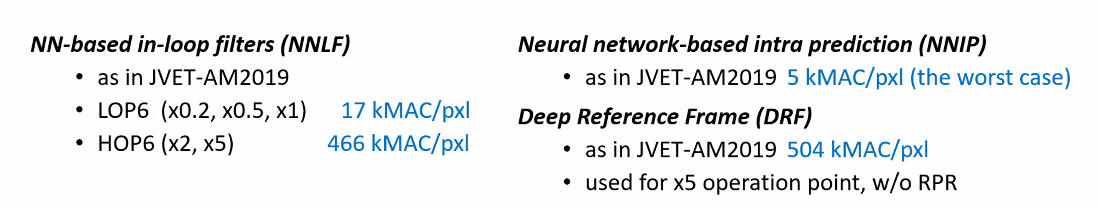 NN-based in-loop filters (NNLF)
• as in JVET-AM2019
• LOP6 (x0.2, x0.5, x1) 17 kMAC/pxl
• HOP6 (x2, x5) 466 kMAC/pxl
Neural network-based intra prediction (NNIP)
• as in JVET-AM2019 5 kMAC/pxl (the worst case)
Deep Reference Frame (DRF)
• as in JVET-AM2019 504 kMAC/pxl
• used for x5 operation point, w/o RPR